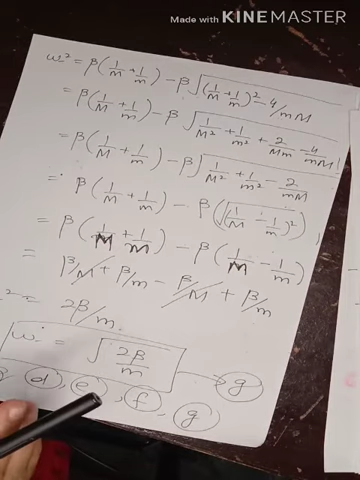 Made with KINEMASTER
ω-² = β(1/M + 1/m) - β√((1/M + 1/m)² - 4/mM)
= β(1/M + 1/m) - β√(1/M² + 1/m² + 2/Mm - 4/mM)
= β(1/M + 1/m) - β√(1/M² + 1/m² - 2/mM)
= β(1/M + 1/m) - β(√(1/M - 1/m)²)
= β(1/M + 1/m) - β(1/M - 1/m)
= β/M + β/m - β/M + β/m
² = 2β/m
ω- = √(2β/m) → g
d, e, f, g